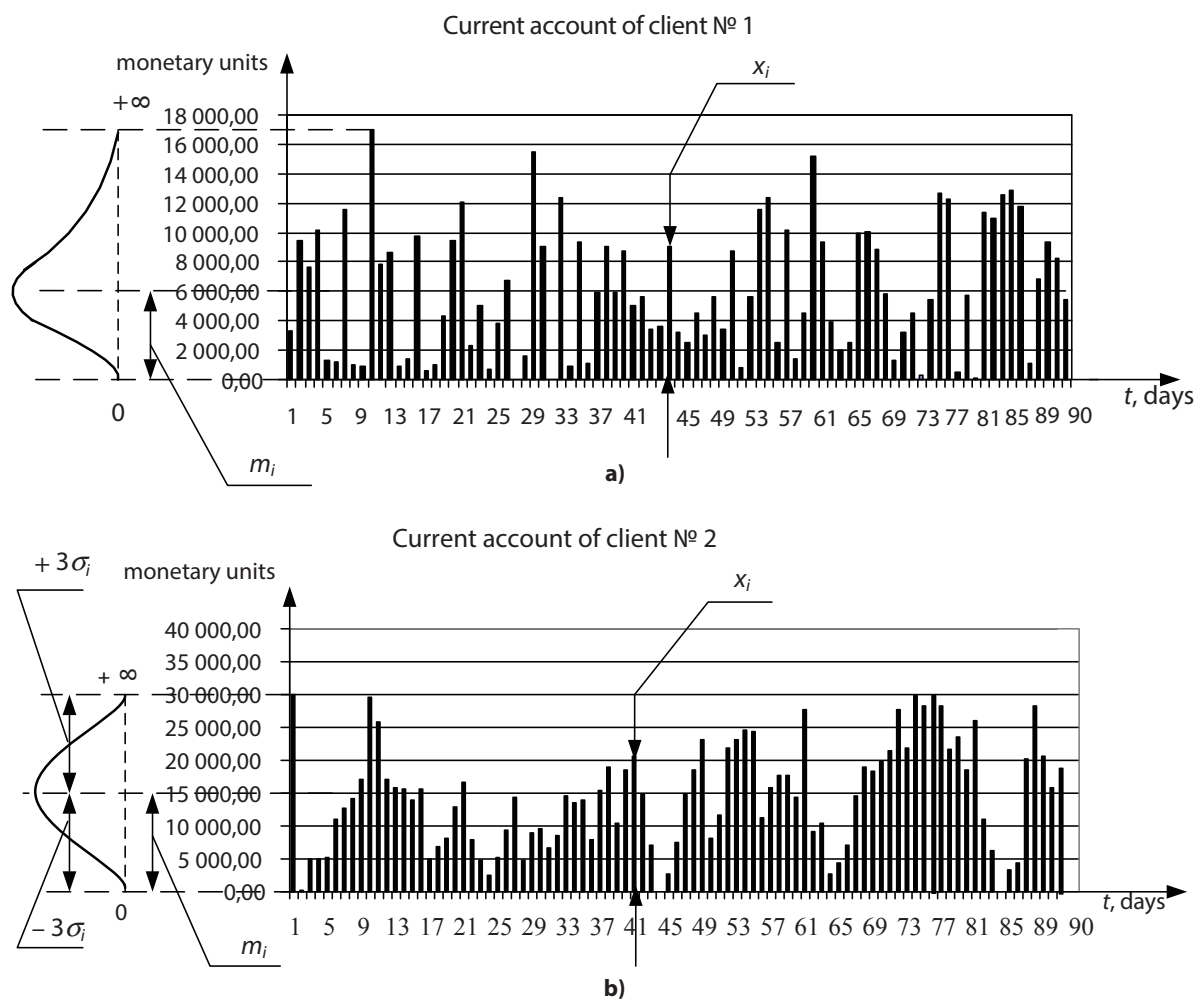 Current account of client № 1
monetary units
x_i
+∞
18 000,00
16 000,00
14 000,00
12 000,00
10 000,00
8 000,00
6 000,00
4 000,00
2 000,00
0,00
t, days
0
1 5 9 13 17 21 25 29 33 37 41 45 49 53 57 61 65 69 73 77 81 85 89 90
m_i
a)
Current account of client № 2
+ 3σ_i
monetary units
x_i
40 000,00
35 000,00
+ ∞
30 000,00
25 000,00
20 000,00
15 000,00
10 000,00
5 000,00
0,00
t, days
0
1 5 9 13 17 21 25 29 33 37 41 45 49 53 57 61 65 69 73 77 81 85 89 90
– 3σ_i
m_i
b)